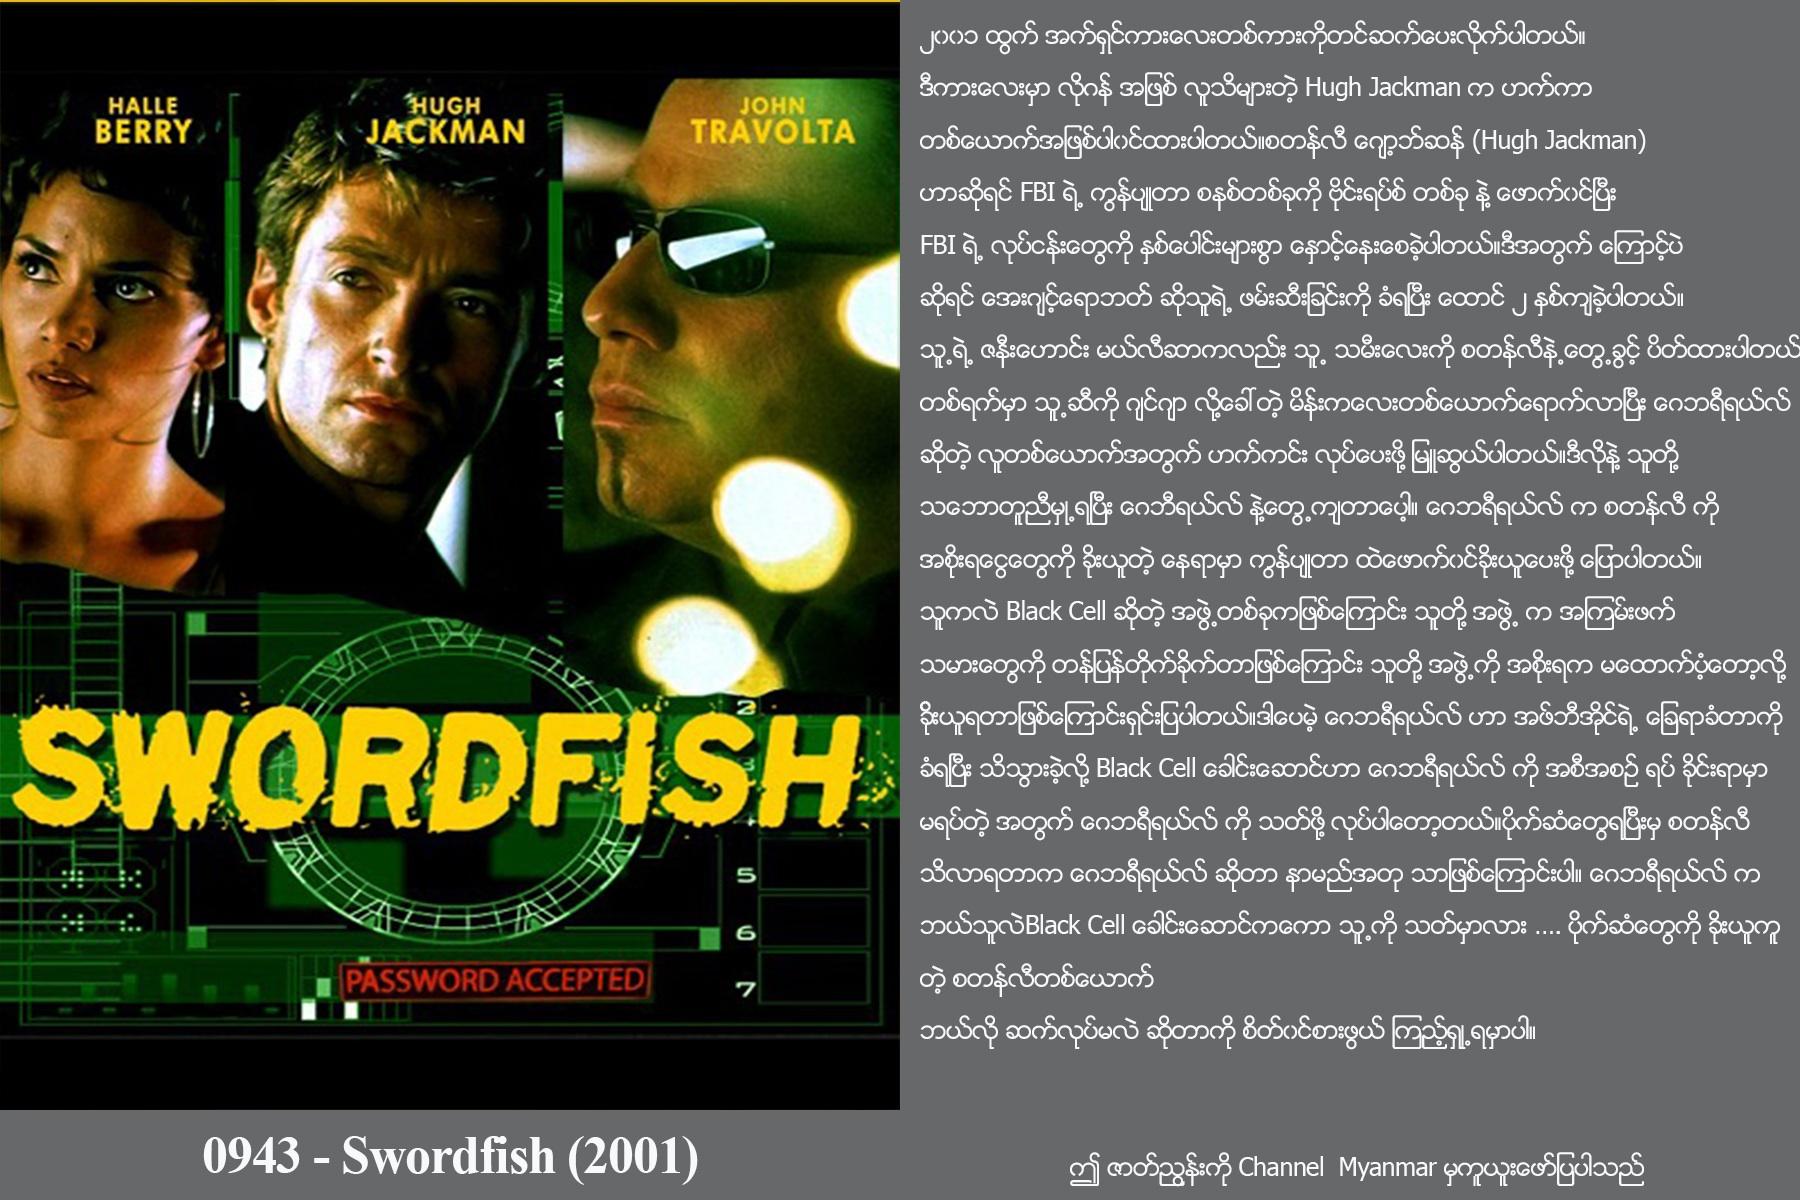 HALLE
BERRY
HUGH
JACKMAN
JOHN
TRAVOLTA
SWORDFISH
2
5
6
7
PASSWORD ACCEPTED
0943 - Swordfish (2001)
၂၀၀၁ ထွက် အက်ရှင်ကားလေးတစ်ကားကိုတင်ဆက်ပေးလိုက်ပါတယ်။
ဒီကားလေးမှာ လိုဂန် အဖြစ် လူသိများတဲ့ Hugh Jackman က ဟက်ကာ
တစ်ယောက်အဖြစ်ပါဝင်ထားပါတယ်။စတန်လီ ဂျော့ဘ်ဆန် (Hugh Jackman)
ဟာဆိုရင် FBI ရဲ့ ကွန်ပျုတာ စနစ်တစ်ခုကို ဗိုင်းရပ်စ် တစ်ခု နဲ့ ဖောက်ဝင်ပြီး
FBI ရဲ့ လုပ်ငန်းတွေကို နှစ်ပေါင်းများစွာ နှောင့်နှေးစေခဲ့ပါတယ်။ဒီအတွက် ကြောင့်ပဲ
ဆိုရင် အေးဂျင့်ရောဘတ် ဆိုသူရဲ့ ဖမ်းဆီးခြင်းကို ခံရပြီး ထောင် ၂ နှစ်ကျခဲ့ပါတယ်။
သူ့ရဲ့ ဇနီးဟောင်း မယ်လီဆာကလည်း သူ့ သမီးလေးကို စတန်လီနဲ့တွေ့ခွင့် ပိတ်ထားပါတယ်
တစ်ရက်မှာ သူ့ဆီကို ဂျင်ဂျာ လို့ခေါ်တဲ့ မိန်းကလေးတစ်ယောက်ရောက်လာပြီး ဂေဘရီရယ်လ်
ဆိုတဲ့ လူတစ်ယောက်အတွက် ဟက်ကင်း လုပ်ပေးဖို့ မြူဆွယ်ပါတယ်။ဒီလိုနဲ့ သူတို့
သဘောတူညီမှု့ရပြီး ဂေဘီရယ်လ် နဲ့တွေ့ကျတာပေါ့။ ဂေဘရီရယ်လ် က စတန်လီ ကို
အစိုးရငွေတွေကို ခိုးယူတဲ့ နေရာမှာ ကွန်ပျုတာ ထဲဖောက်ဝင်ခိုးယူပေးဖို့ ပြောပါတယ်။
သူကလဲ Black Cell ဆိုတဲ့ အဖွဲ့တစ်ခုကဖြစ်ကြောင်း သူတို့ အဖွဲ့ က အကြမ်းဖက်
သမားတွေကို တန်ပြန်တိုက်ခိုက်တာဖြစ်ကြောင်း သူတို့ အဖွဲ့ကို အစိုးရက မထောက်ပံ့တော့လို့
ခိုးယူရတာဖြစ်ကြောင်းရှင်းပြပါတယ်။ဒါပေမဲ့ ဂေဘရီရယ်လ် ဟာ အဖ်ဘီအိုင်ရဲ့ ခြေရာခံတာကို
ခံရပြီး သိသွားခဲ့လို့ Black Cell ခေါင်းဆောင်ဟာ ဂေဘရီရယ်လ် ကို အစီအစဉ် ရပ် ခိုင်းရာမှာ
မရပ်တဲ့ အတွက် ဂေဘရီရယ်လ် ကို သတ်ဖို့ လုပ်ပါတော့တယ်။ပိုက်ဆံတွေရပြီးမှ စတန်လီ
သိလာရတာက ဂေဘရီရယ်လ် ဆိုတာ နာမည်အတု သာဖြစ်ကြောင်းပါ။ ဂေဘရီရယ်လ် က
ဘယ်သူလဲBlack Cell ခေါင်းဆောင်ကကော သူ့ကို သတ်မှာလား .... ပိုက်ဆံတွေကို ခိုးယူကူ
တဲ့ စတန်လီတစ်ယောက်
ဘယ်လို ဆက်လုပ်မလဲ ဆိုတာကို စိတ်ဝင်စားဖွယ် ကြည့်ရှု့ရမှာပါ။
ဤ ဇာတ်ညွှန်းကို Channel Myanmar မှကူယူးဖော်ပြပါသည်